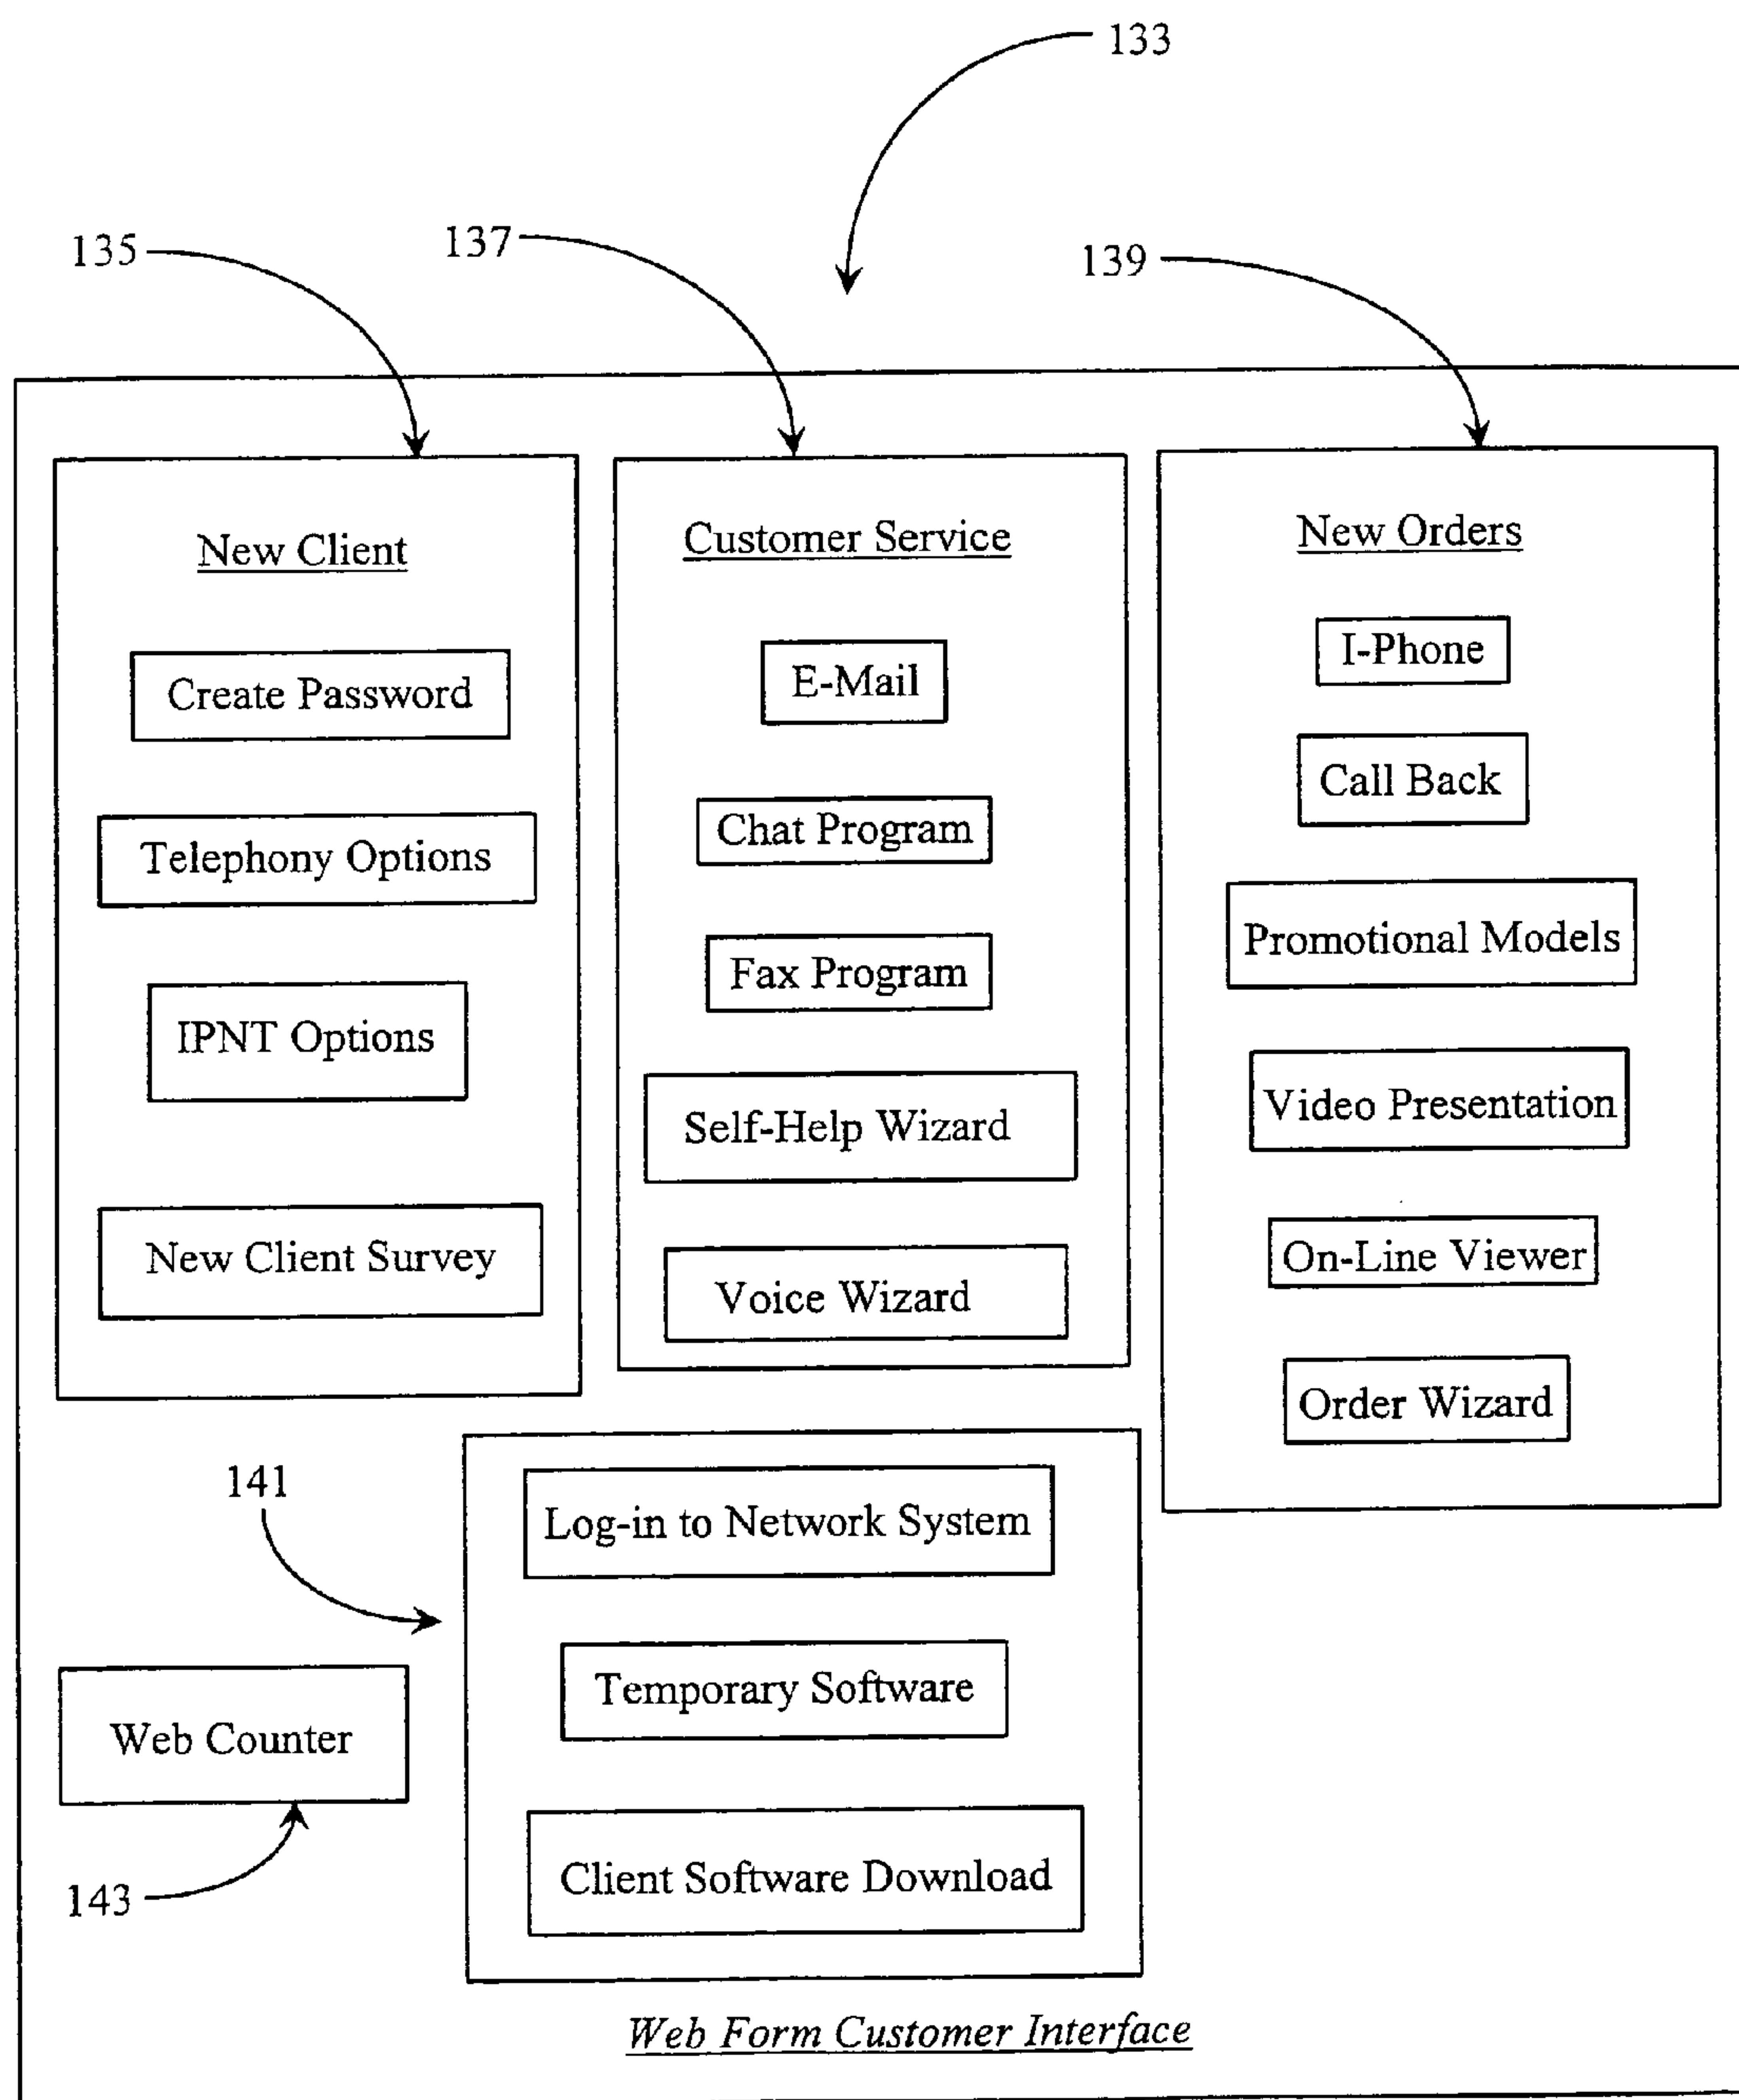 133
135
137
139
New Client
Create Password
Telephony Options
IPNT Options
New Client Survey
Customer Service
E-Mail
Chat Program
Fax Program
Self-Help Wizard
Voice Wizard
New Orders
I-Phone
Call Back
Promotional Models
Video Presentation
On-Line Viewer
Order Wizard
141
Log-in to Network System
Temporary Software
Client Software Download
Web Counter
143
Web Form Customer Interface